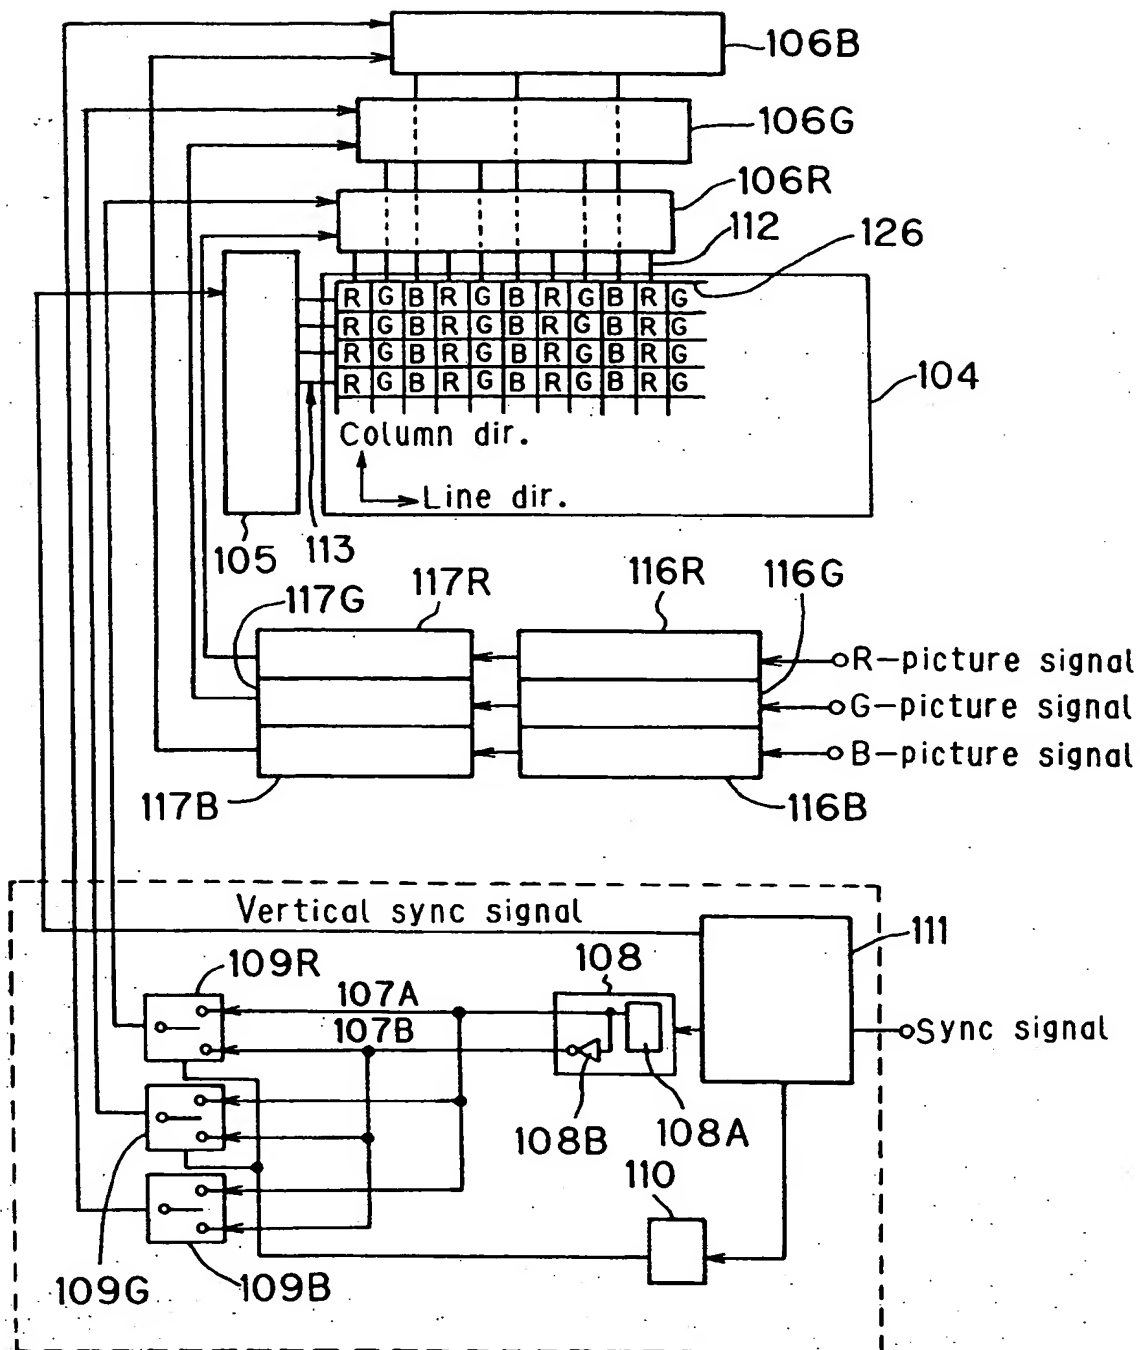 106B
106G
106R
112
126
R G B R G B R G B R G
R G B R G B R G B R G
R G B R G B R G B R G
R G B R G B R G B R G
104
Column dir.
Line dir.
105
113
117G
117R
116R
116G
R-picture signal
G-picture signal
B-picture signal
117B
116B
Vertical sync signal
111
109R
107A
107B
108
Sync signal
108B
108A
110
109G
109B